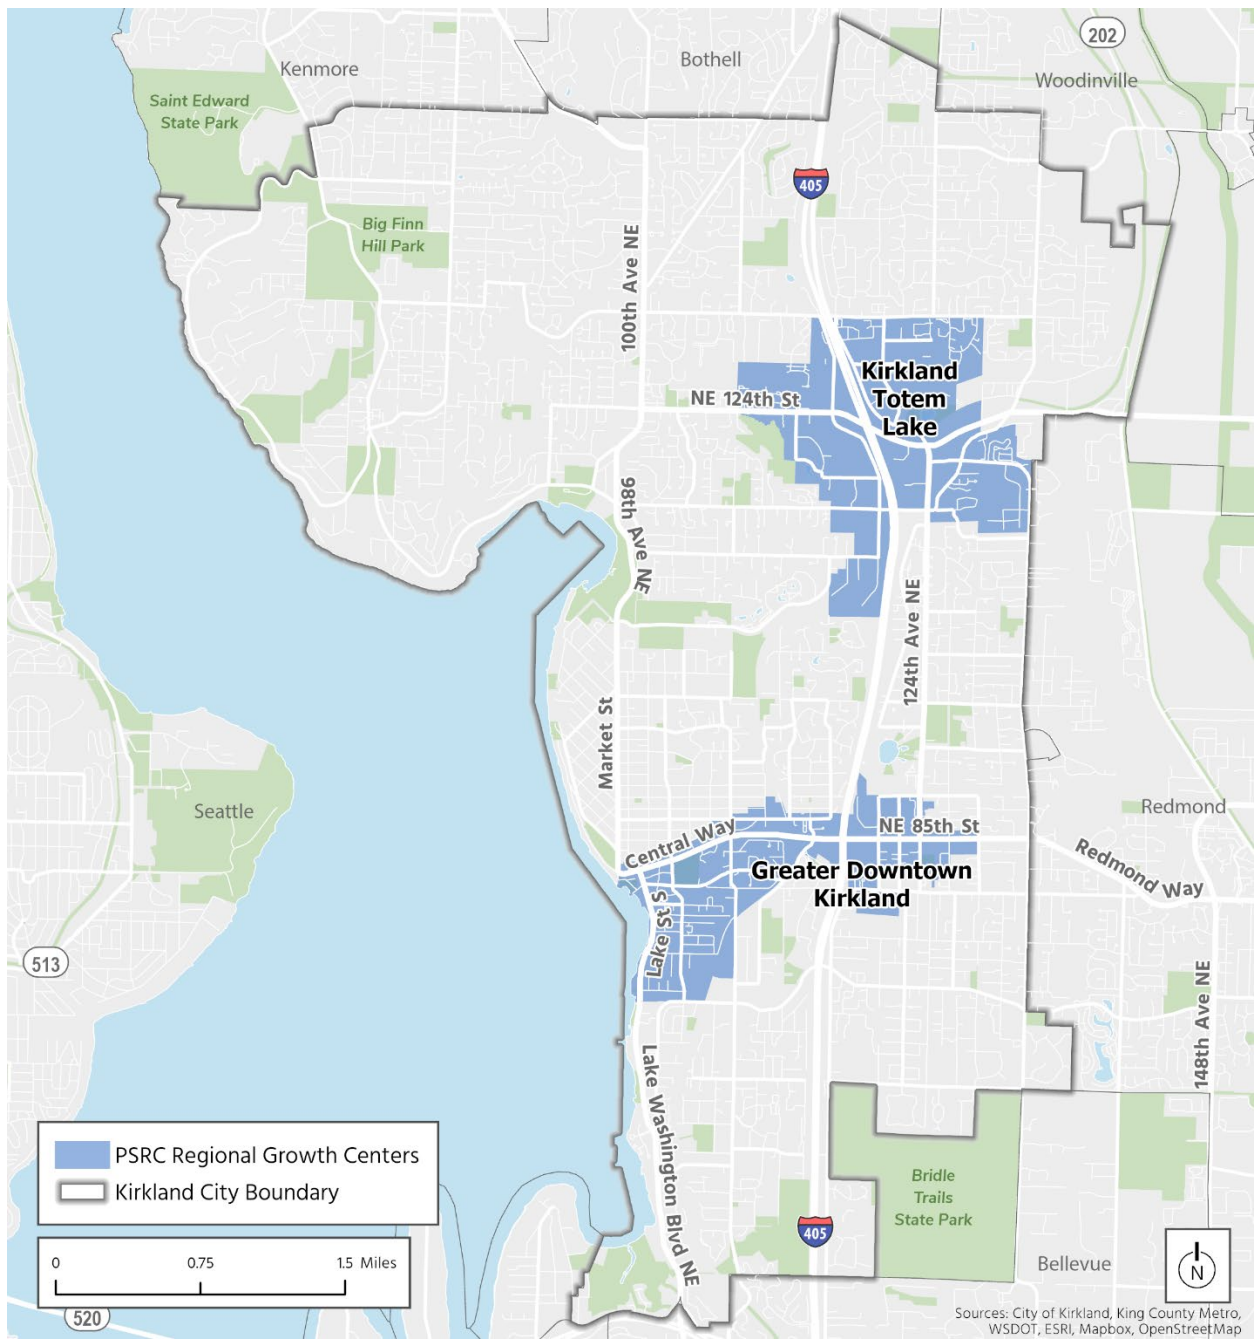 202
Kenmore
Bothell
Woodinville
Saint Edward
State Park
405
Big Finn
Hill Park
100th Ave NE
Kirkland
Totem
Lake
NE 124th St
98th Ave NE
124th Ave NE
Market St
Seattle
Redmond
NE 85th St
Central Way
Redmond Way
Greater Downtown
Kirkland
Lake St S
513
148th Ave NE
Lake Washington Blvd NE
PSRC Regional Growth Centers
Kirkland City Boundary
Bridle
Trails
State Park
405
0 0.75 1.5 Miles
Bellevue
N
520
Sources: City of Kirkland, King County Metro,
WSDOT, ESRI, Mapbox, OpenStreetMap